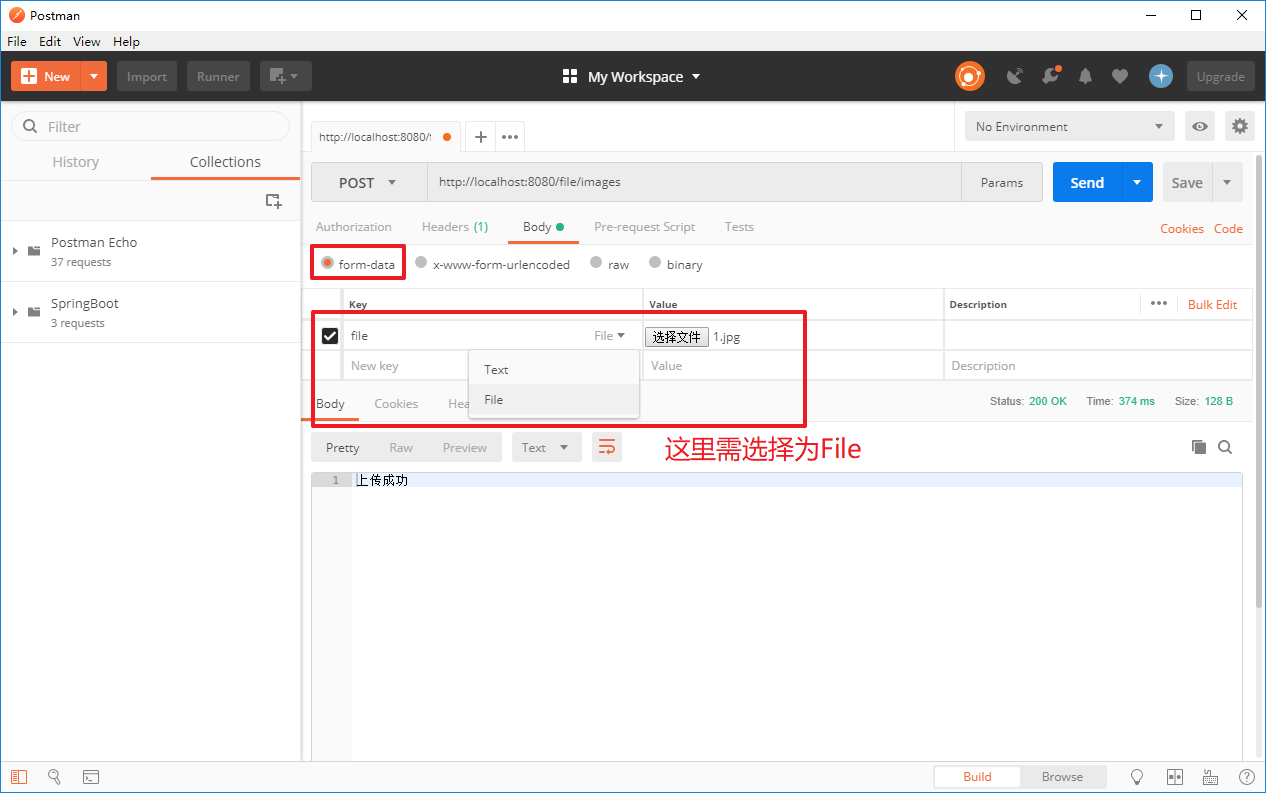 Postman
File Edit View Help
New Import Runner My Workspace Upgrade
Filter
History Collections
Postman Echo
37 requests
SpringBoot
3 requests
http://localhost:8080/f
No Environment
POST http://localhost:8080/file/images Params Send Save
Authorization Headers (1) Body Pre-request Script Tests Cookies Code
form-data x-www-form-urlencoded raw binary
Key Value Description Bulk Edit
file File 选择文件 1.jpg
New key Value Description
Text
File
Body Cookies Hea Status: 200 OK Time: 374 ms Size: 128 B
Pretty Raw Preview Text
这里需选择为File
1 上传成功
Build Browse